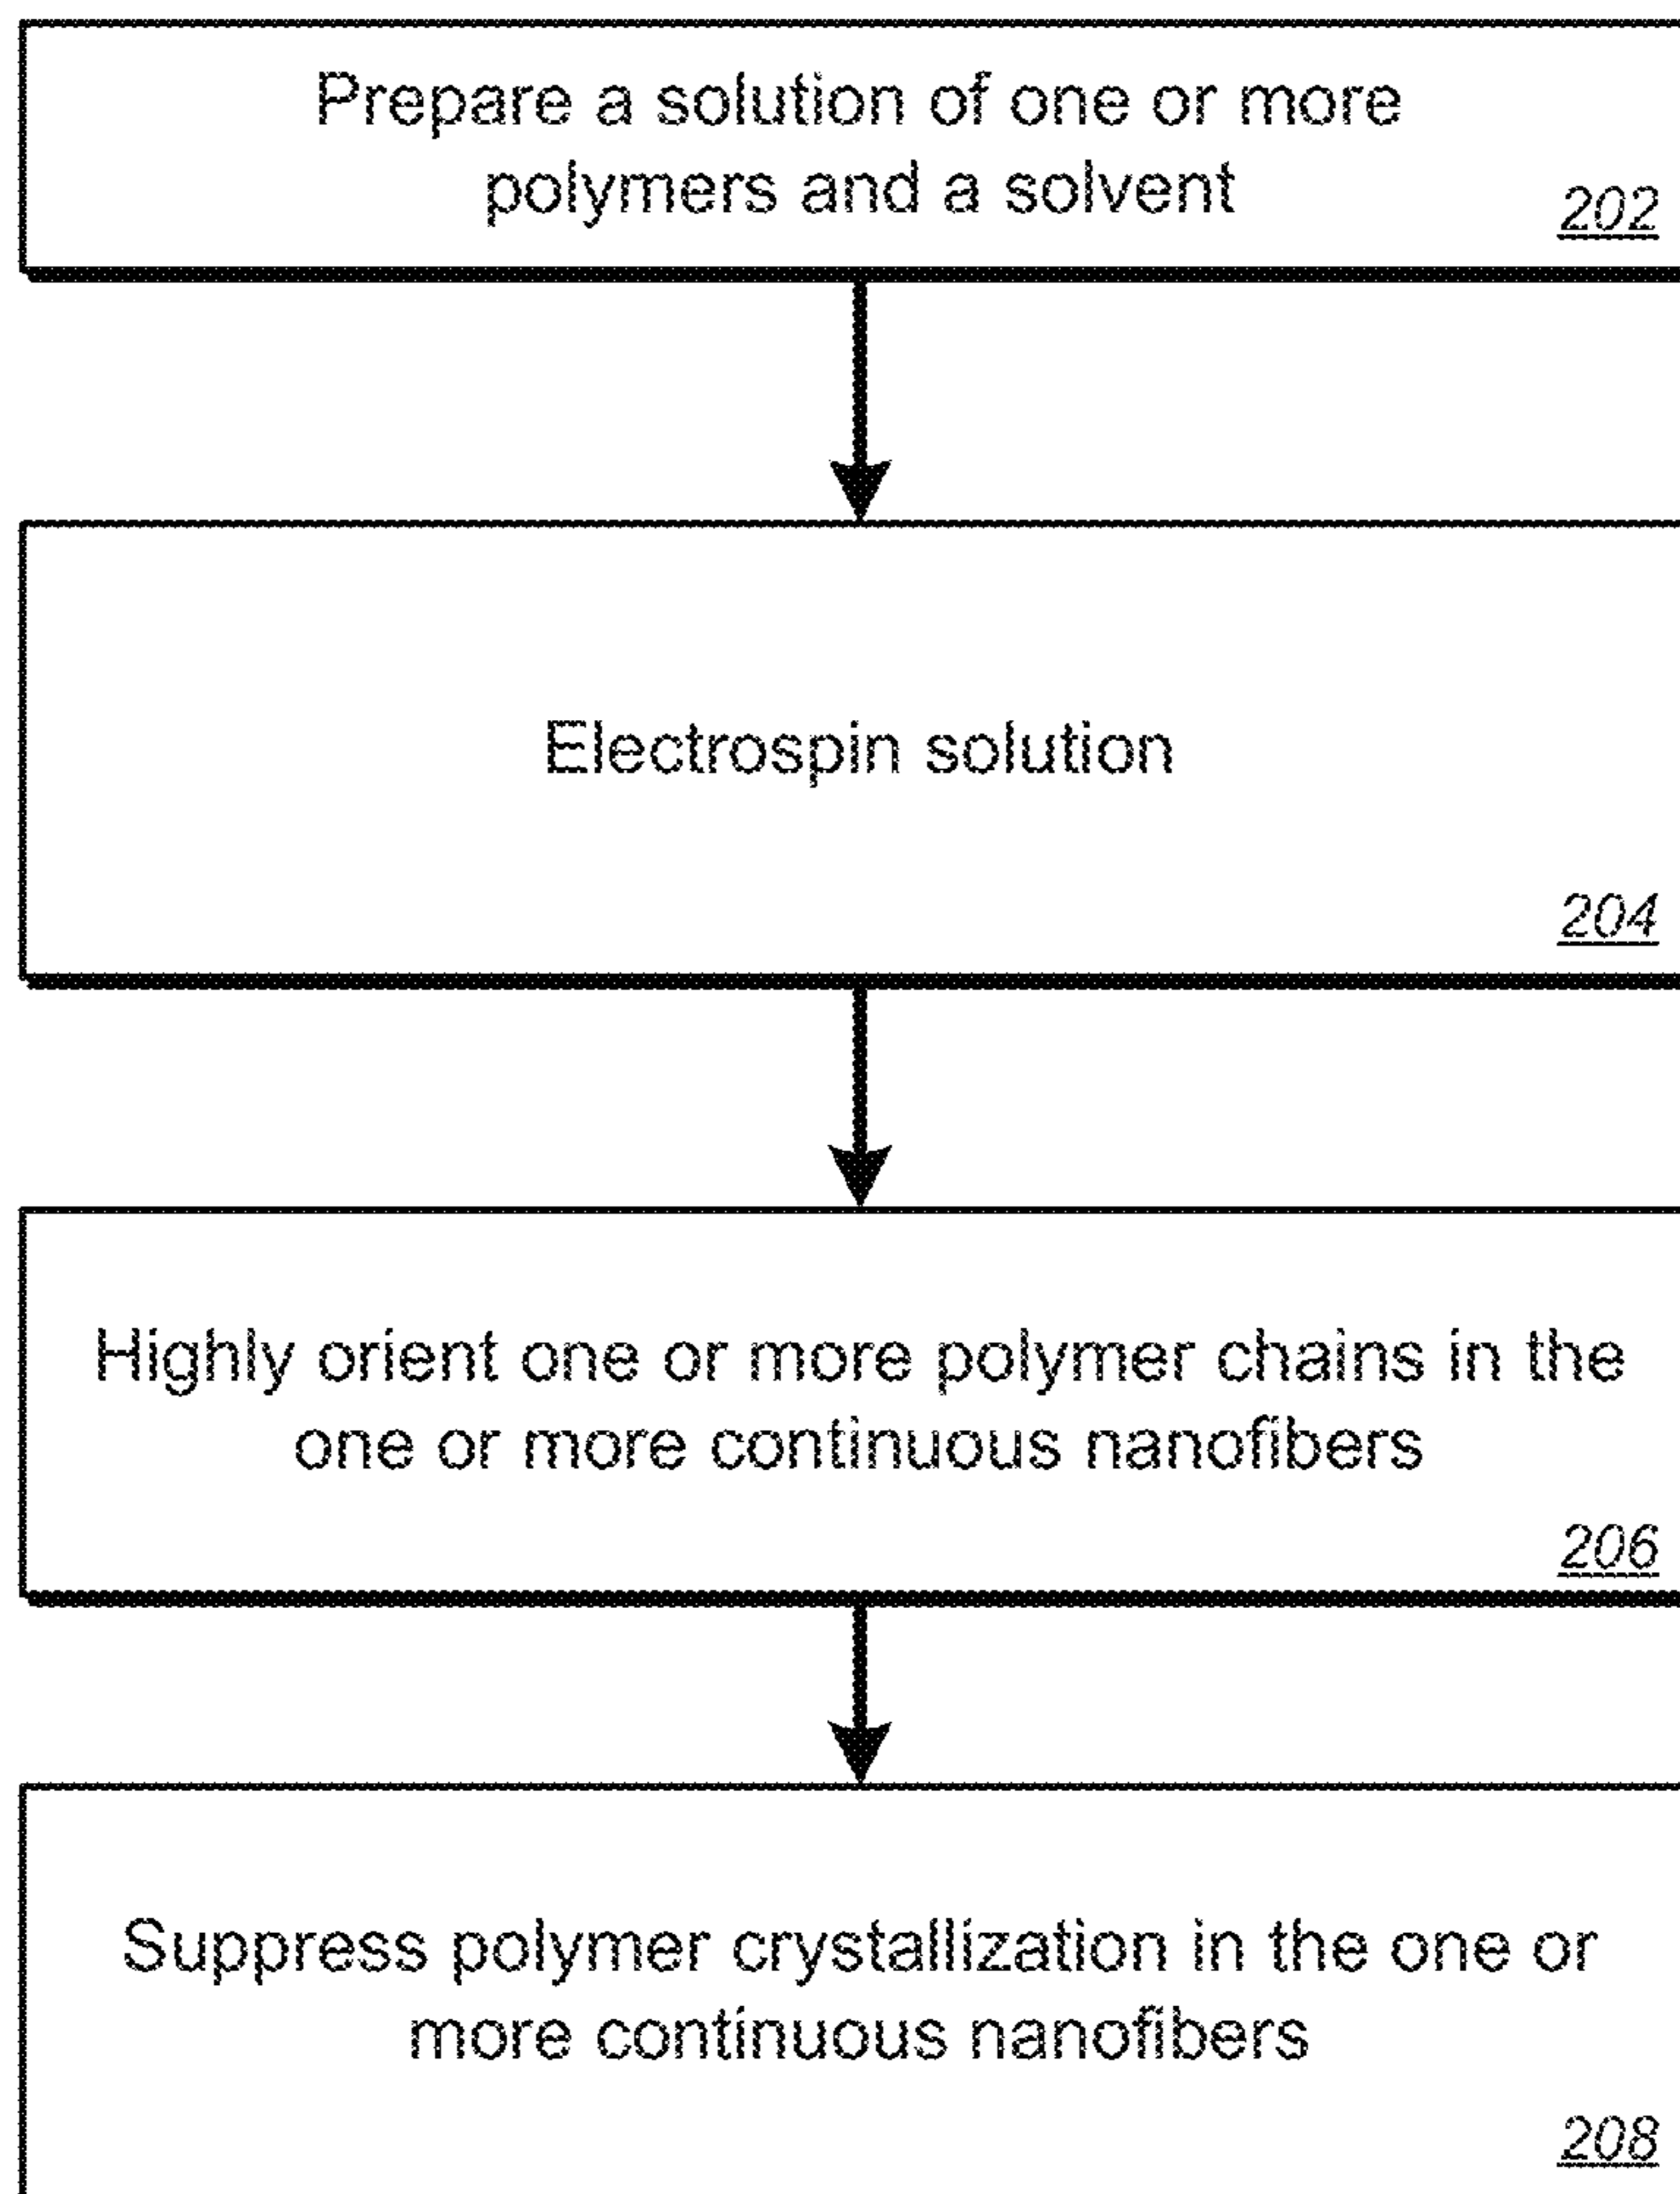 Prepare a solution of one or more
polymers and a solvent
202
Electrospin solution
204
Highly orient one or more polymer chains in the
one or more continuous nanofibers
206
Suppress polymer crystallization in the one or
more continuous nanofibers
208